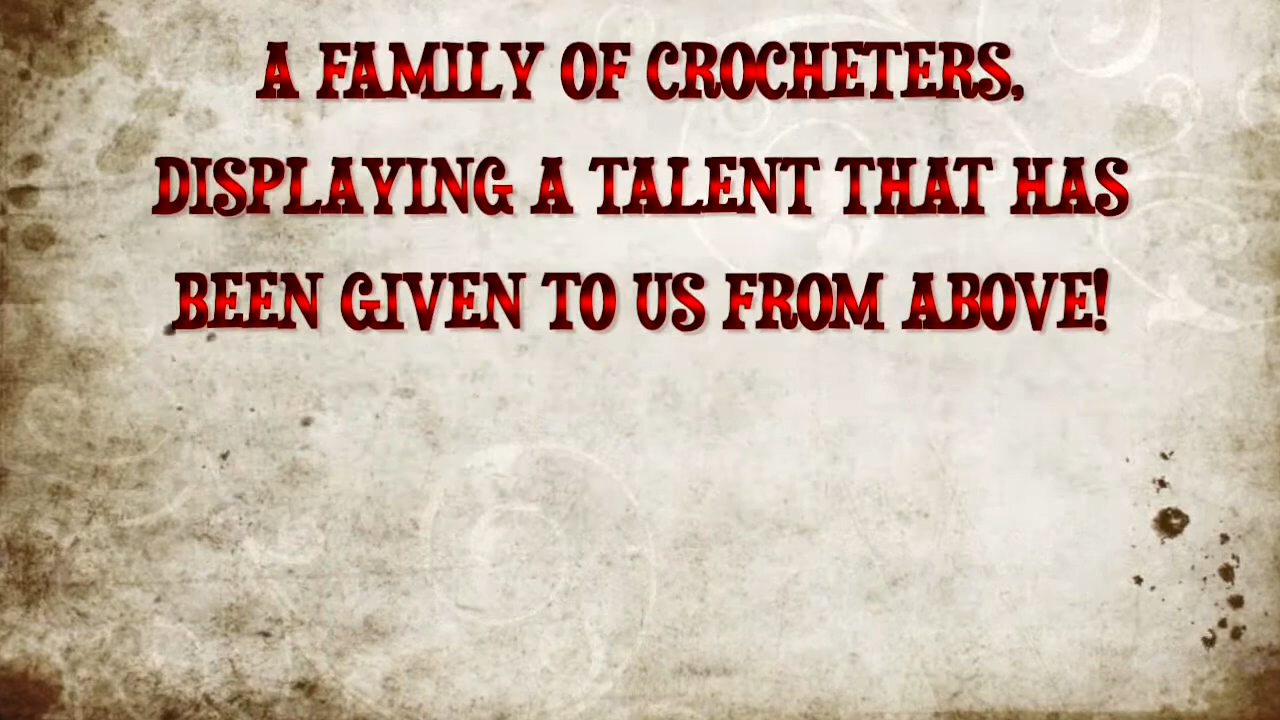 A FAMILY OF CROCHETERS,
DISPLAYING A TALENT THAT HAS
BEEN GIVEN TO US FROM ABOVE!